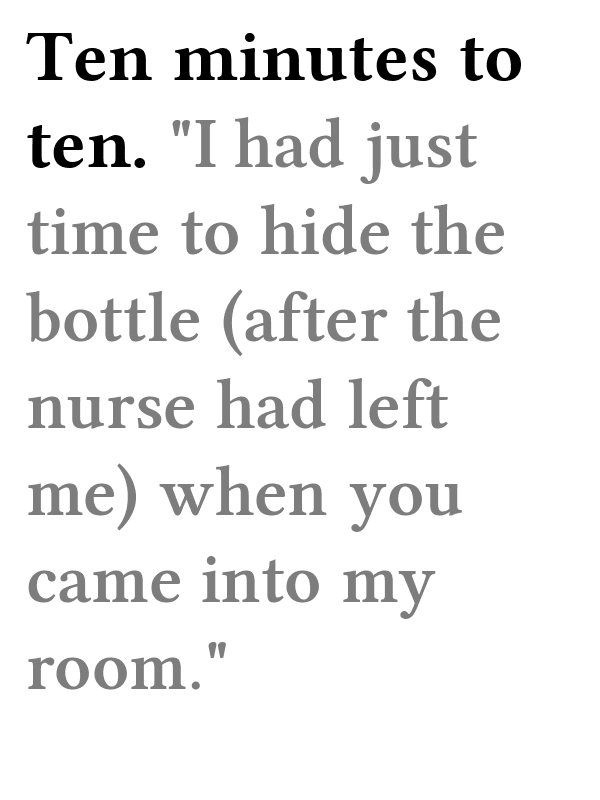 Ten minutes to
ten. "I had just
time to hide the
bottle (after the
nurse had left
me) when you
came into my
room."